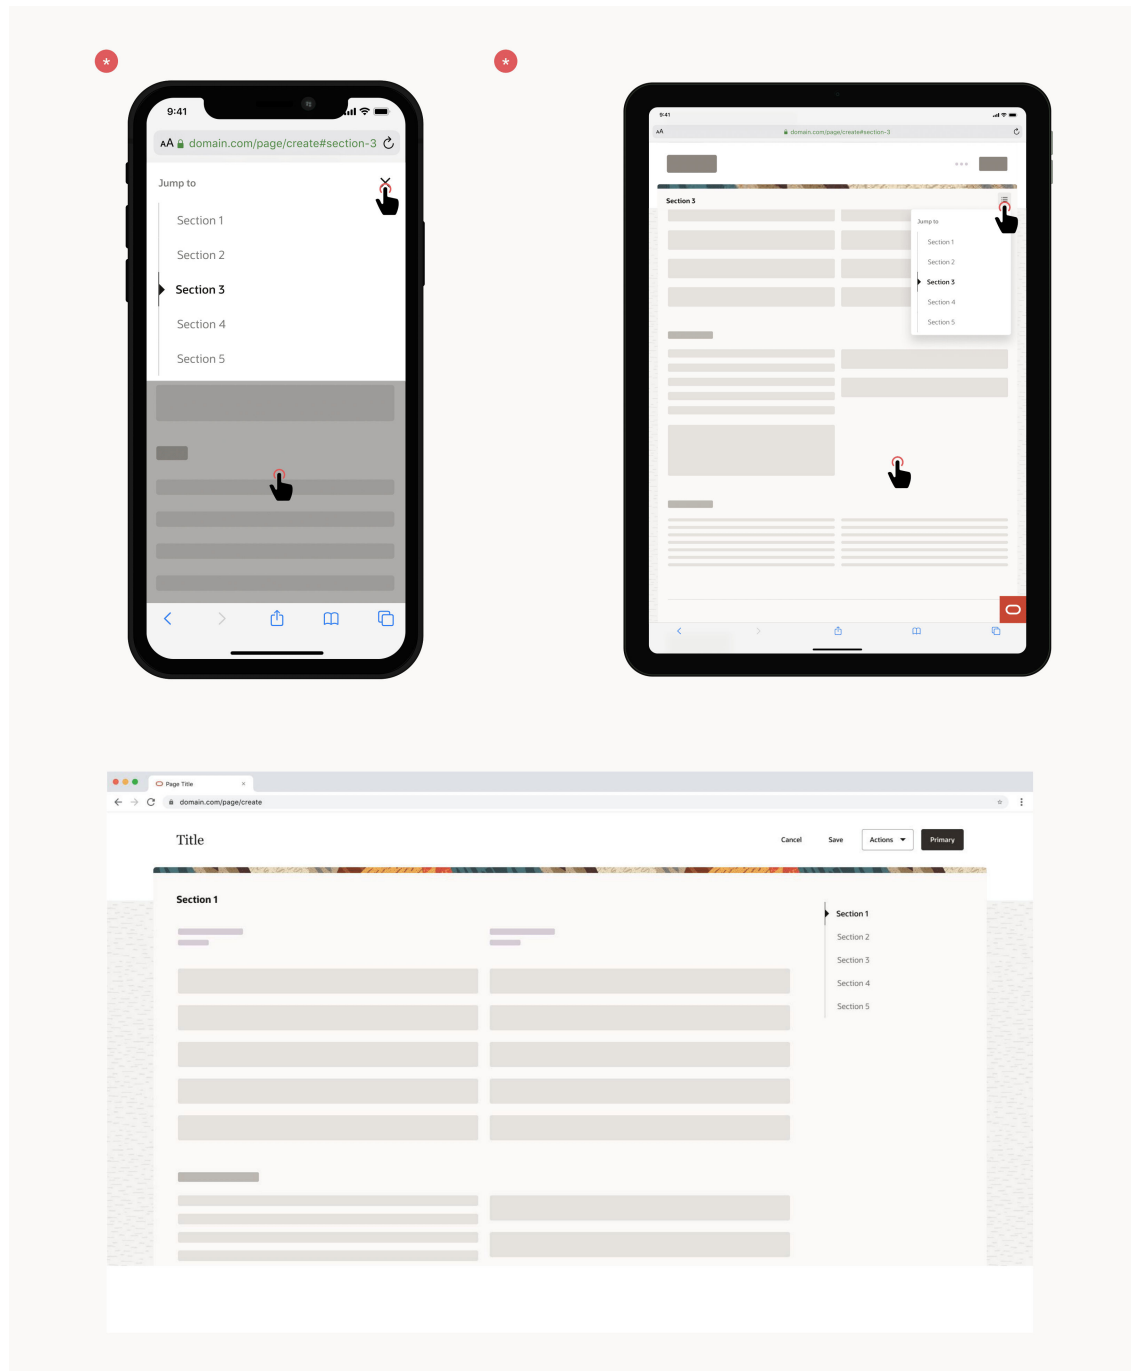 *
*
9:41
AA domain.com/page/create#section-3
Jump to
Section 1
Section 2
Section 3
Section 4
Section 5
9:41
AA domain.com/page/create#section-3
Section 3
Jump to
Section 1
Section 2
Section 3
Section 4
Section 5
Page Title
domain.com/page/create
Title
Cancel Save Actions Primary
Section 1
Section 1
Section 2
Section 3
Section 4
Section 5